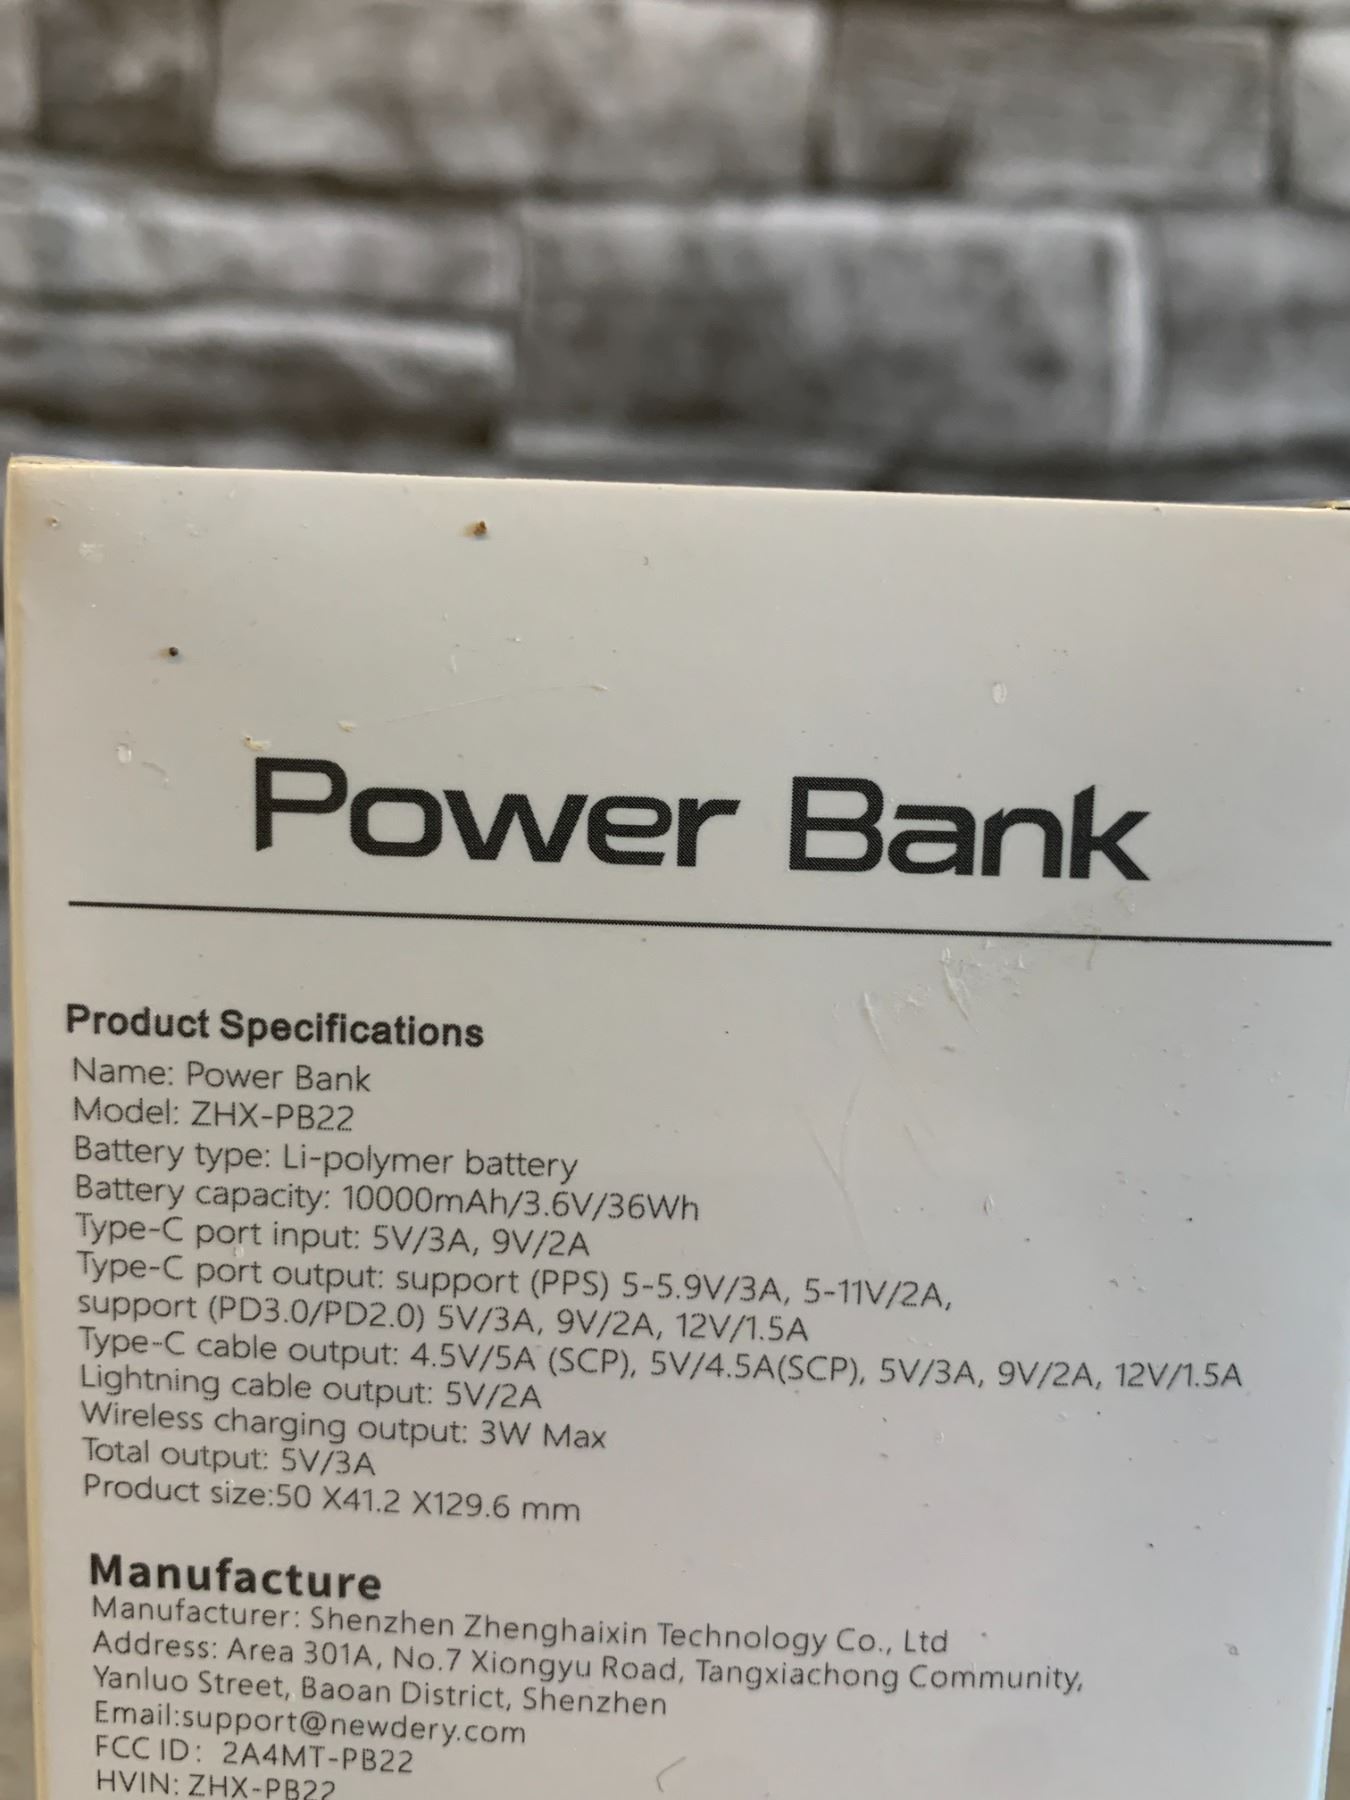 Power Bank
Product Specifications
Name: Power Bank
Model: ZHX-PB22
Battery type: Li-polymer battery
Battery capacity: 10000mAh/3.6V/36Wh
Type-C port input: 5V/3A, 9V/2A
Type-C port output: support (PPS) 5-5.9V/3A, 5-11V/2A,
support (PD3.0/PD2.0) 5V/3A, 9V/2A, 12V/1.5A
Type-C cable output: 4.5V/5A (SCP), 5V/4.5A(SCP), 5V/3A, 9V/2A, 12V/1.5A
Lightning cable output: 5V/2A
Wireless charging output: 3W Max
Total output: 5V/3A
Product size:50 X41.2 X129.6 mm
Manufacture
Manufacturer: Shenzhen Zhenghaixin Technology Co., Ltd
Address: Area 301A, No.7 Xiongyu Road, Tangxiachong Community,
Yanluo Street, Baoan District, Shenzhen
Email:support@newdery.com
FCC ID: 2A4MT-PB22
HVIN: ZHX-PB22